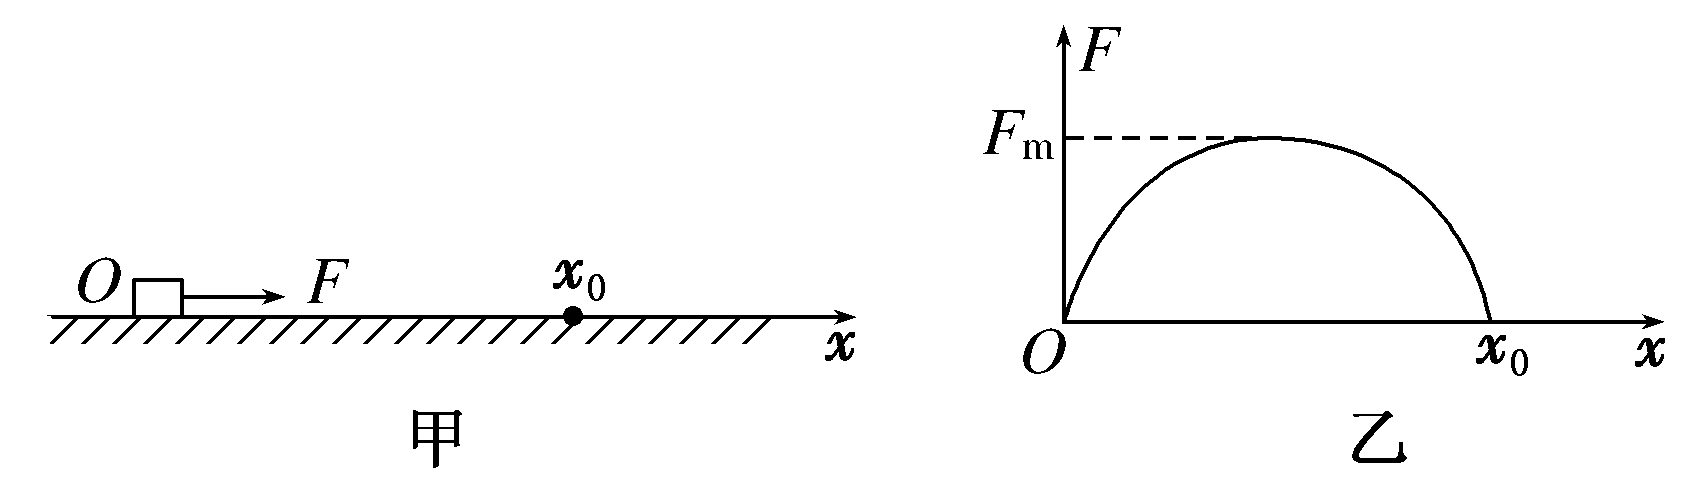 O F x₀ x
甲
F
Fₘ
O x₀ x
乙